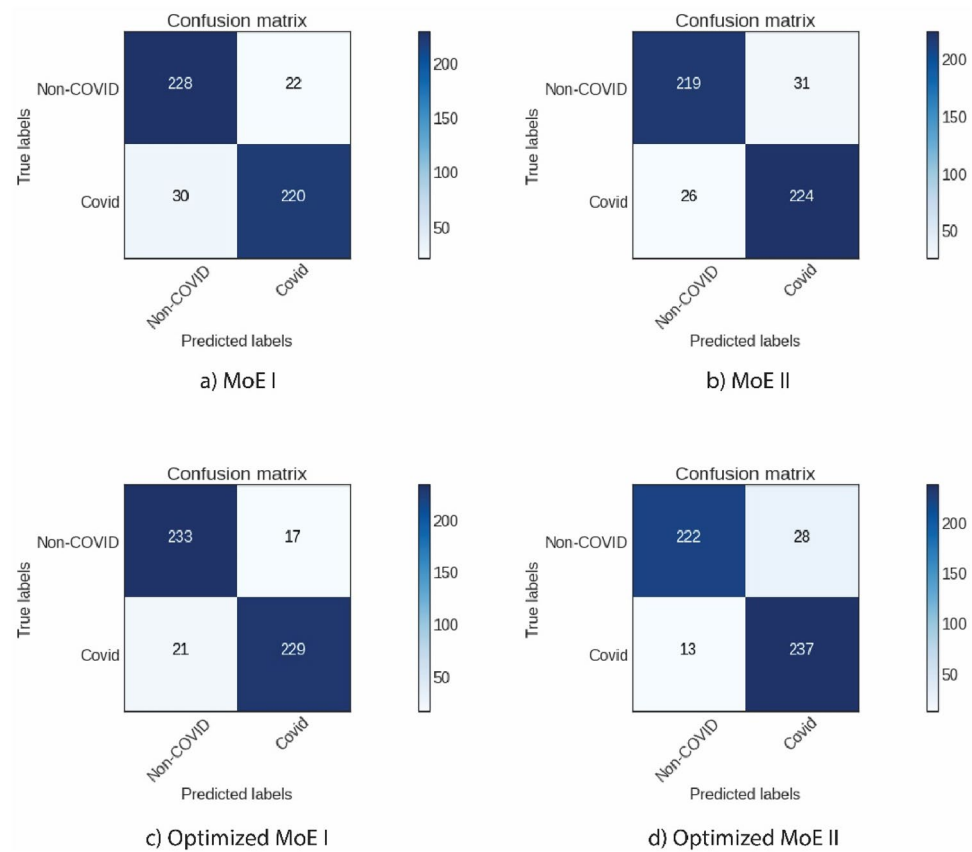 Confusion matrix
Non-COVID 228 22
Covid 30 220
True labels
200
150
100
50
Non-COVID Covid
Predicted labels
a) MoE I
Confusion matrix
Non-COVID 219 31
Covid 26 224
True labels
200
150
100
50
Non-COVID Covid
Predicted labels
b) MoE II
Confusion matrix
Non-COVID 233 17
Covid 21 229
True labels
200
150
100
50
Non-COVID Covid
Predicted labels
c) Optimized MoE I
Confusion matrix
Non-COVID 222 28
Covid 13 237
True labels
200
150
100
50
Non-COVID Covid
Predicted labels
d) Optimized MoE II